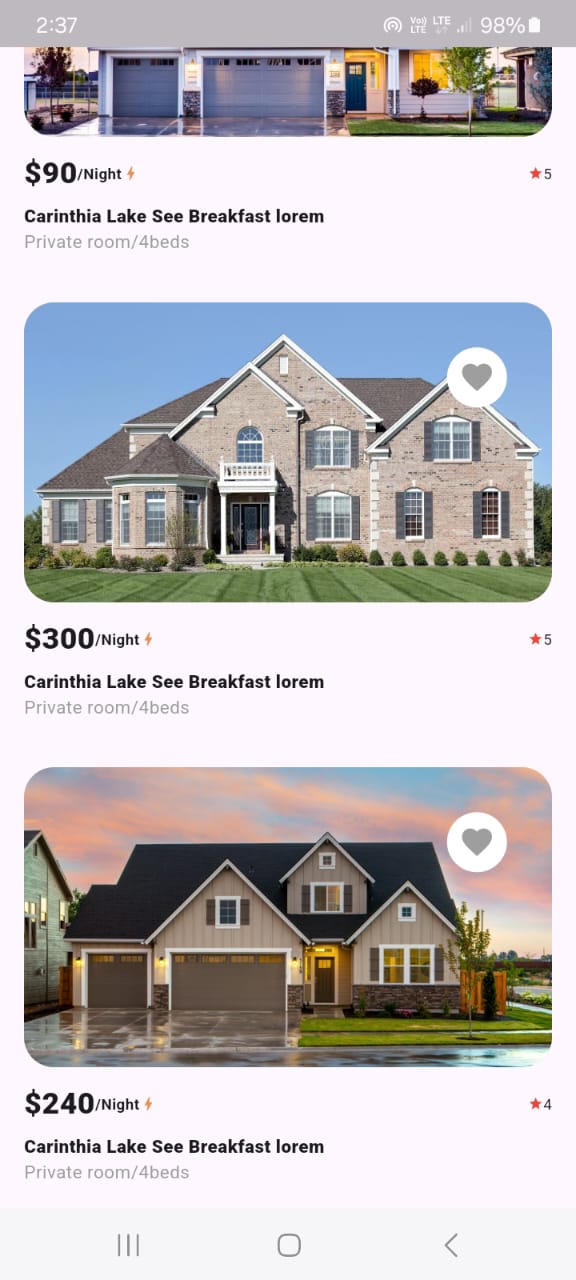 2:37
Vo) LTE
LTE
98%
$90/Night
5
Carinthia Lake See Breakfast lorem
Private room/4beds
$300/Night
5
Carinthia Lake See Breakfast lorem
Private room/4beds
$240/Night
4
Carinthia Lake See Breakfast lorem
Private room/4beds